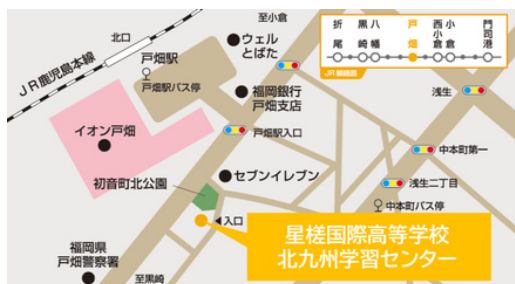 至小倉
北口
JR鹿児島本線
戸畑駅
戸畑駅バス停
ウェル
とばた
福岡銀行
戸畑支店
折尾
黒崎
八幡
戸畑
西小倉
小倉
門司港
JR線路図
浅生
イオン戸畑
戸畑駅入口
中本町第一
初音町北公園
セブンイレブン
浅生二丁目
中本町バス停
入口
星槎国際高等学校
北九州学習センター
福岡県
戸畑警察署
至黒崎